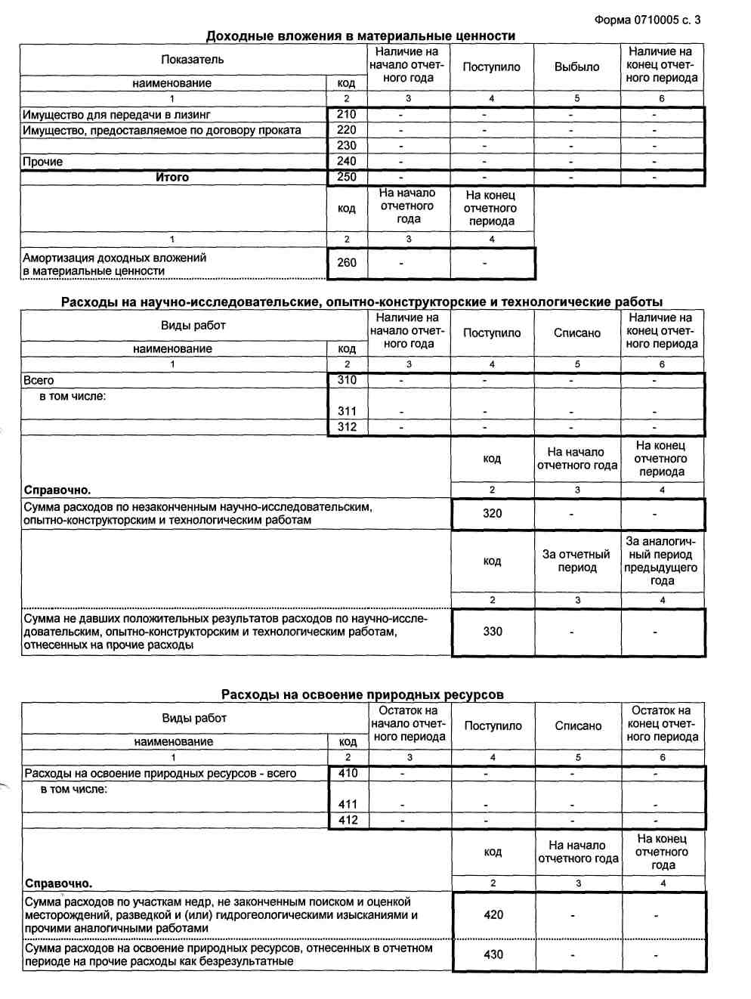 Форма 0710005 с. 3
Доходные вложения в материальные ценности
Показатель
Наличие на
начало отчет-
ного года
Поступило
Выбыло
Наличие на
конец отчет-
ного периода
наименование код
1 2 3 4 5 6
Имущество для передачи в лизинг 210 - - - -
Имущество, предоставляемое по договору проката 220 - - - -
230 - - - -
Прочие 240 - - - -
Итого 250 - - - -
код
На начало
отчетного
года
На конец
отчетного
периода
1 2 3 4
Амортизация доходных вложений
в материальные ценности
260 - -
Расходы на научно-исследовательские, опытно-конструкторские и технологические работы
Виды работ
Наличие на
начало отчет-
ного года
Поступило
Списано
Наличие на
конец отчет-
ного периода
наименование код
1 2 3 4 5 6
Всего 310 - - - -
в том числе:
311 - - - -
312 - - - -
код
На начало
отчетного года
На конец
отчетного
периода
Справочно. 2 3 4
Сумма расходов по незаконченным научно-исследовательским,
опытно-конструкторским и технологическим работам
320 - -
код
За отчетный
период
За аналогич-
ный период
предыдущего
года
2 3 4
Сумма не давших положительных результатов расходов по научно-иссле-
довательским, опытно-конструкторским и технологическим работам,
отнесенных на прочие расходы
330 - -
Расходы на освоение природных ресурсов
Виды работ
Остаток на
начало отчет-
ного периода
Поступило
Списано
Остаток на
конец отчет-
ного периода
наименование код
1 2 3 4 5 6
Расходы на освоение природных ресурсов - всего 410 - - - -
в том числе:
411 - - - -
412 - - - -
код
На начало
отчетного года
На конец
отчетного
года
Справочно. 2 3 4
Сумма расходов по участкам недр, не законченным поиском и оценкой
месторождений, разведкой и (или) гидрогеологическими изысканиями и
прочими аналогичными работами
420 - -
Сумма расходов на освоение природных ресурсов, отнесенных в отчетном
периоде на прочие расходы как безрезультатные
430 - -